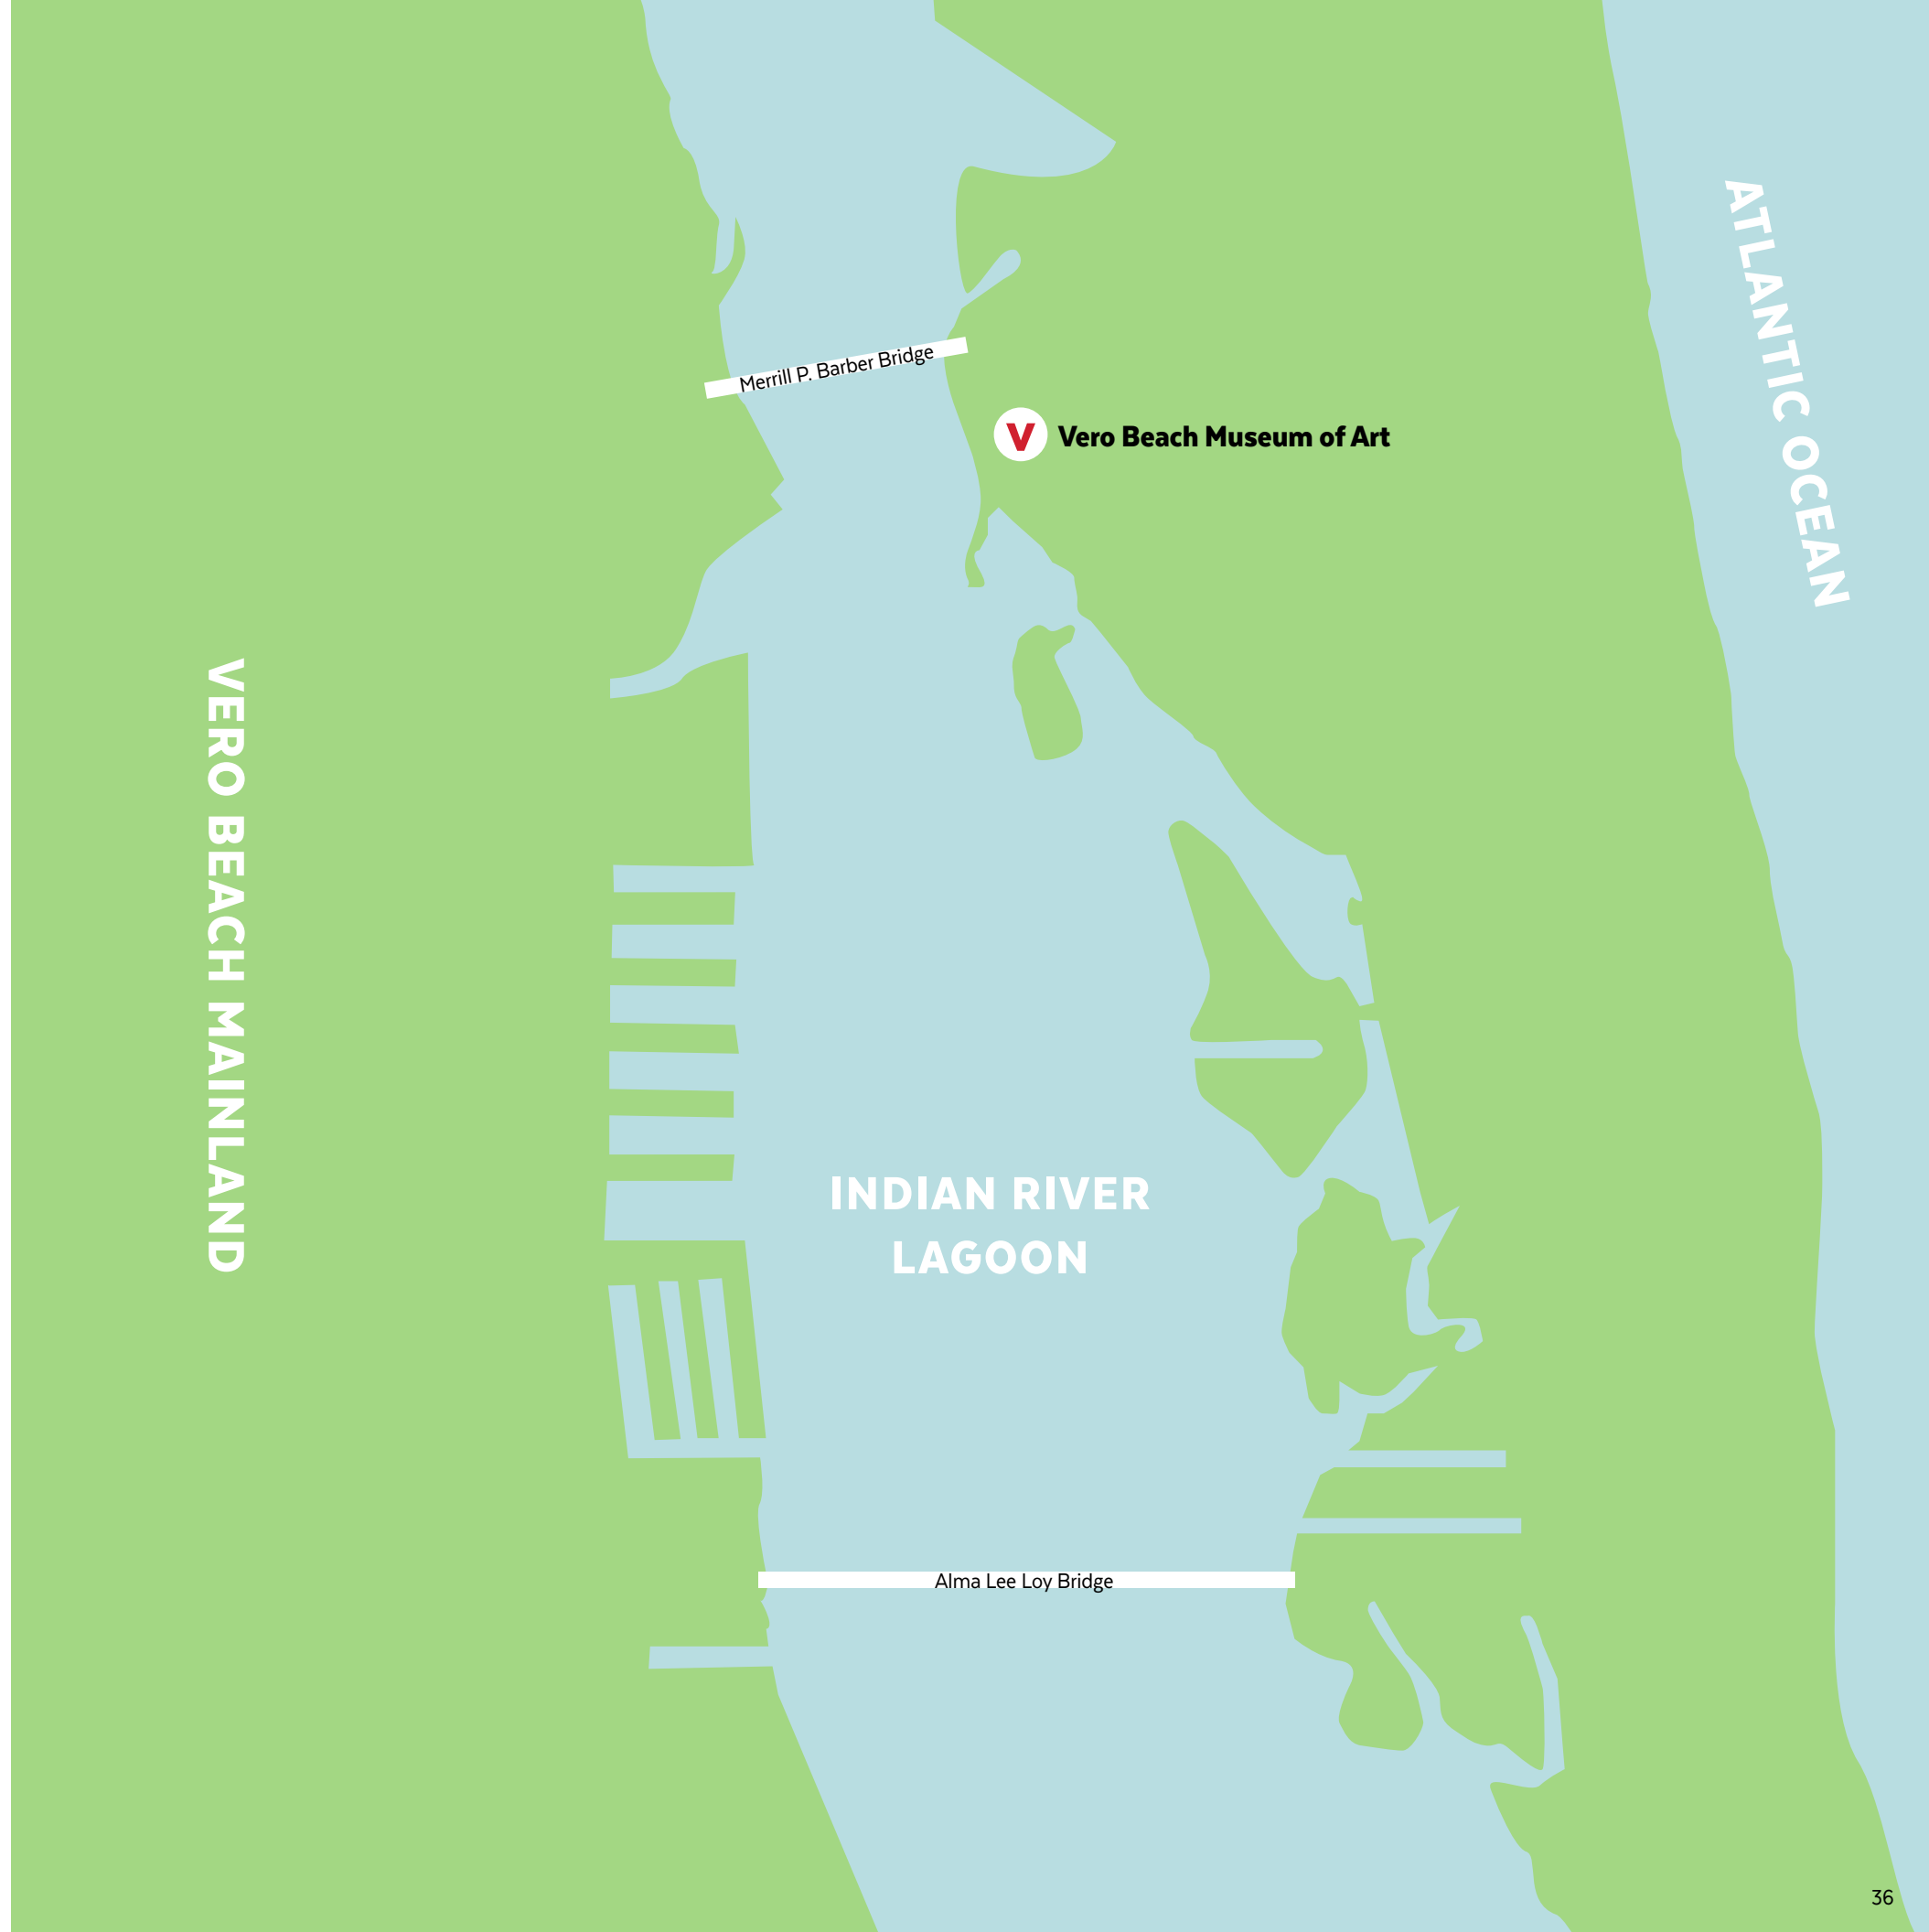 ATLANTIC OCEAN
Merrill P. Barber Bridge
V Vero Beach Museum of Art
VERO BEACH MAINLAND
INDIAN RIVER
LAGOON
Alma Lee Loy Bridge
36